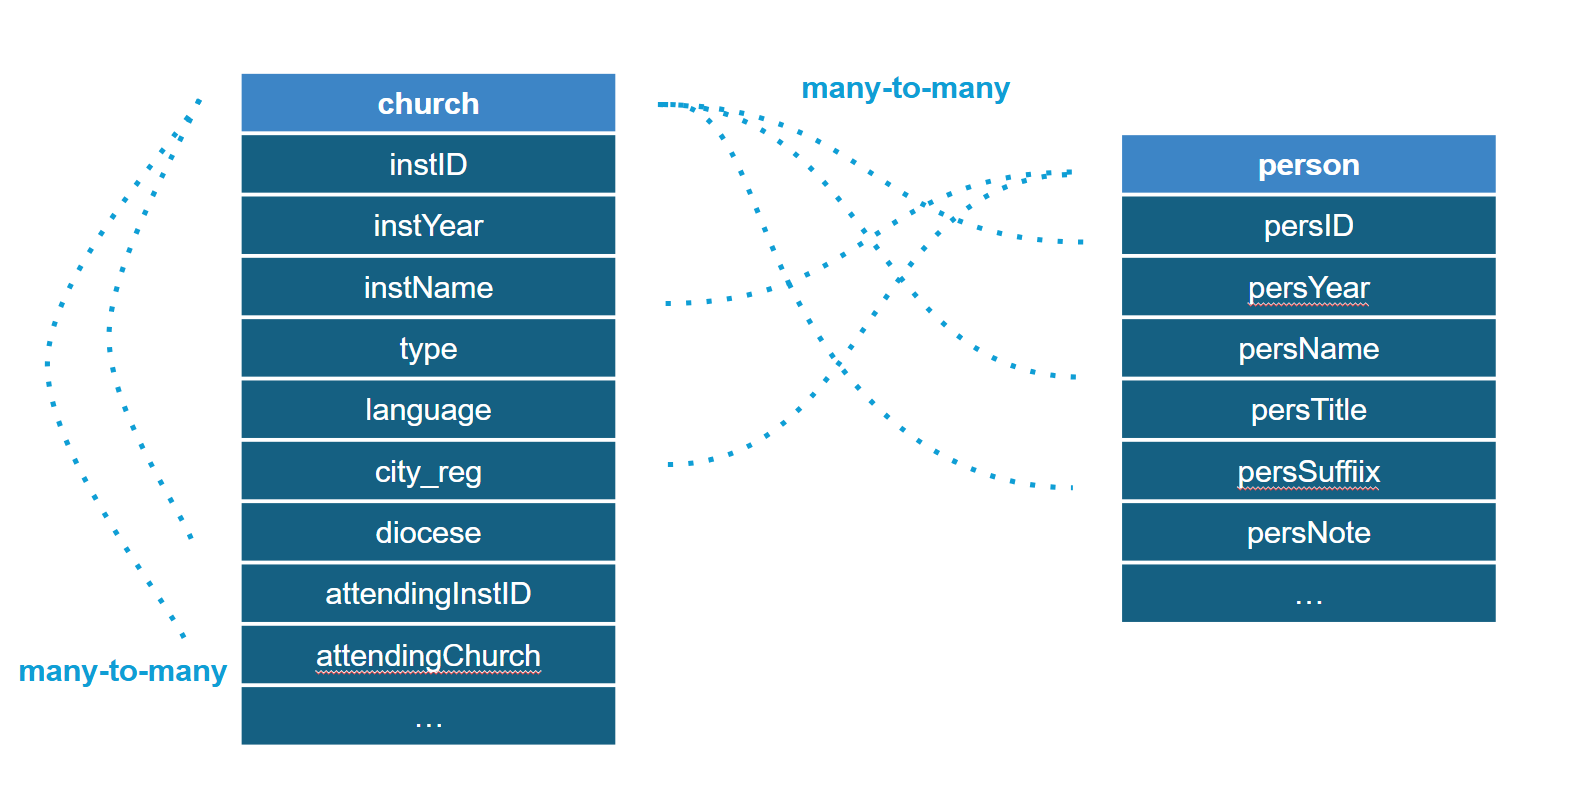 church
instID
instYear
instName
type
language
city_reg
diocese
attendingInstID
attendingChurch
...
many-to-many
many-to-many
person
persID
persYear
persName
persTitle
persSuffiix
persNote
...